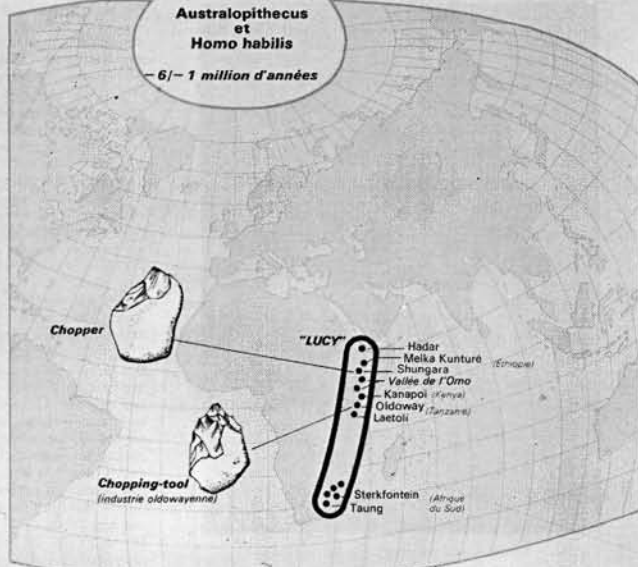 Australopithecus
et
Homo habilis
−6/−1 million d'années
Chopper
"LUCY"
Hadar
Melka Kunturé
Shungara
(Éthiopie)
Vallée de l'Omo
Kanapoi (Kenya)
Oldoway (Tanzanie)
Laetoli
Chopping-tool
(industrie oldowayenne)
Sterkfontein (Afrique
Taung du Sud)